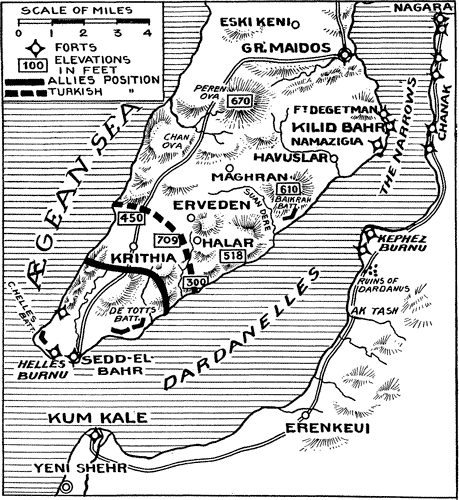 SCALE OF MILES
0 1 2 3 4
FORTS
100 ELEVATIONS
IN FEET
ALLIES POSITION
TURKISH "
ESKI KENI
NAGARA
GR. MAIDOS
PEREN
OVA
670
FT DEGETMAN
KILID BAHR
NAMAZIGIA
CHANAK
THE NARROWS
CHAN
OVA
HAVUSLAR
MAGHRAN
610
BAIKRAH
BATT.
SUAN DERE
ÆGEAN SEA
450
ERVEDEN
709
HALAR
518
KRITHIA
300
KEPHEZ
BURNU
RUINS OF
DARDANUS
AK TASH
C. HELLES
BATT.
DE TOTTS
BATT.
DARDANELLES
HELLES
BURNU
SEDD-EL-
BAHR
KUM KALE
ERENKEUI
YENI SHEHR